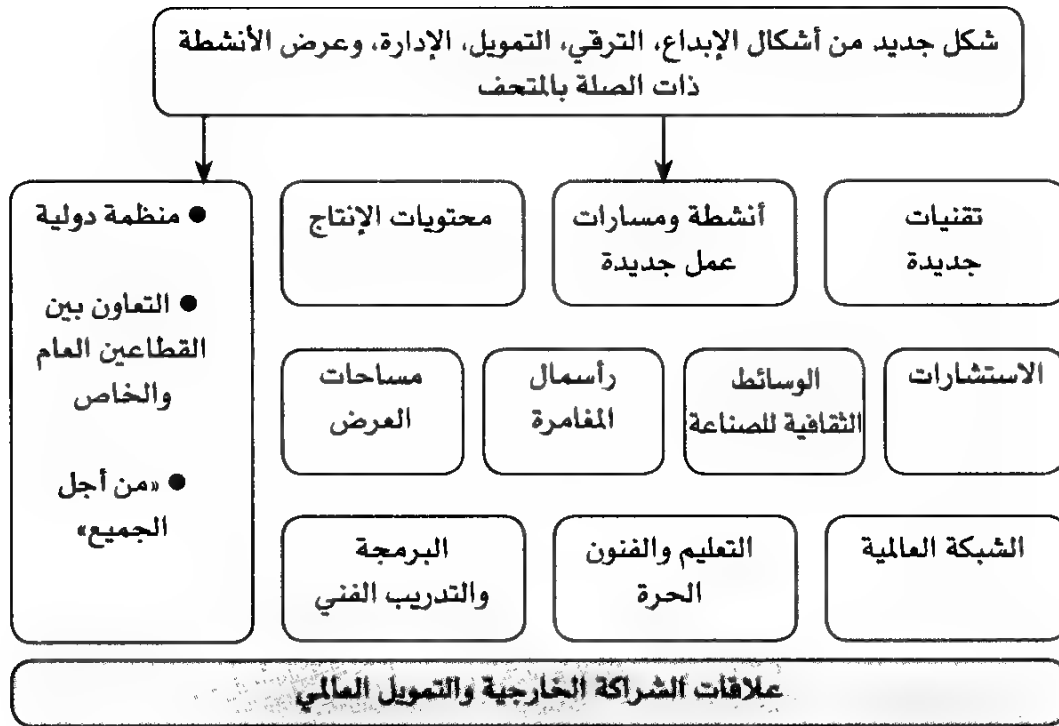 شكل جديد من أشكال الإبداع، الترقي، التمويل، الإدارة، وعرض الأنشطة
ذات الصلة بالمتحف
تقنيات
جديدة
أنشطة ومسارات
عمل جديدة
محتويات الإنتاج
● منظمة دولية
● التعاون بين
القطاعين العام
والخاص
● «من أجل
الجميع»
الاستشارات
الوسائط
الثقافية للصناعة
رأسمال
المغامرة
مساحات
العرض
الشبكة العالمية
التعليم والفنون
الحرة
البرمجة
والتدريب الفني
علاقات الشراكة الخارجية والتمويل العالمي